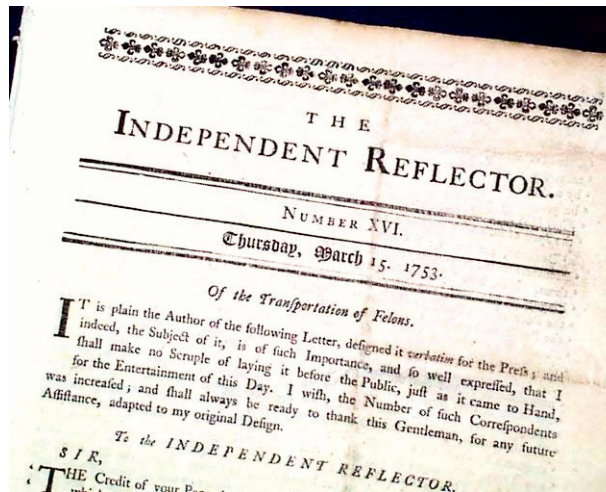 THE
INDEPENDENT REFLECTOR.
NUMBER XVI.
Thursday, March 15. 1753.
Of the Tranſportation of Felons.
IT is plain the Author of the following Letter, deſigned it verbatim for the Preſs; and
indeed, the Subject of it, is of ſuch Importance, and ſo well expreſſed, that I
ſhall make no Scruple of laying it before the Public, juſt as it came to Hand,
for the Entertainment of this Day. I wiſh, the Number of ſuch Correſpondents
was increaſed; and ſhall always be ready to thank this Gentleman, for any future
Aſſiſtance, adapted to my original Deſign.
To the INDEPENDENT REFLECTOR.
SIR,
‘THE Credit of your